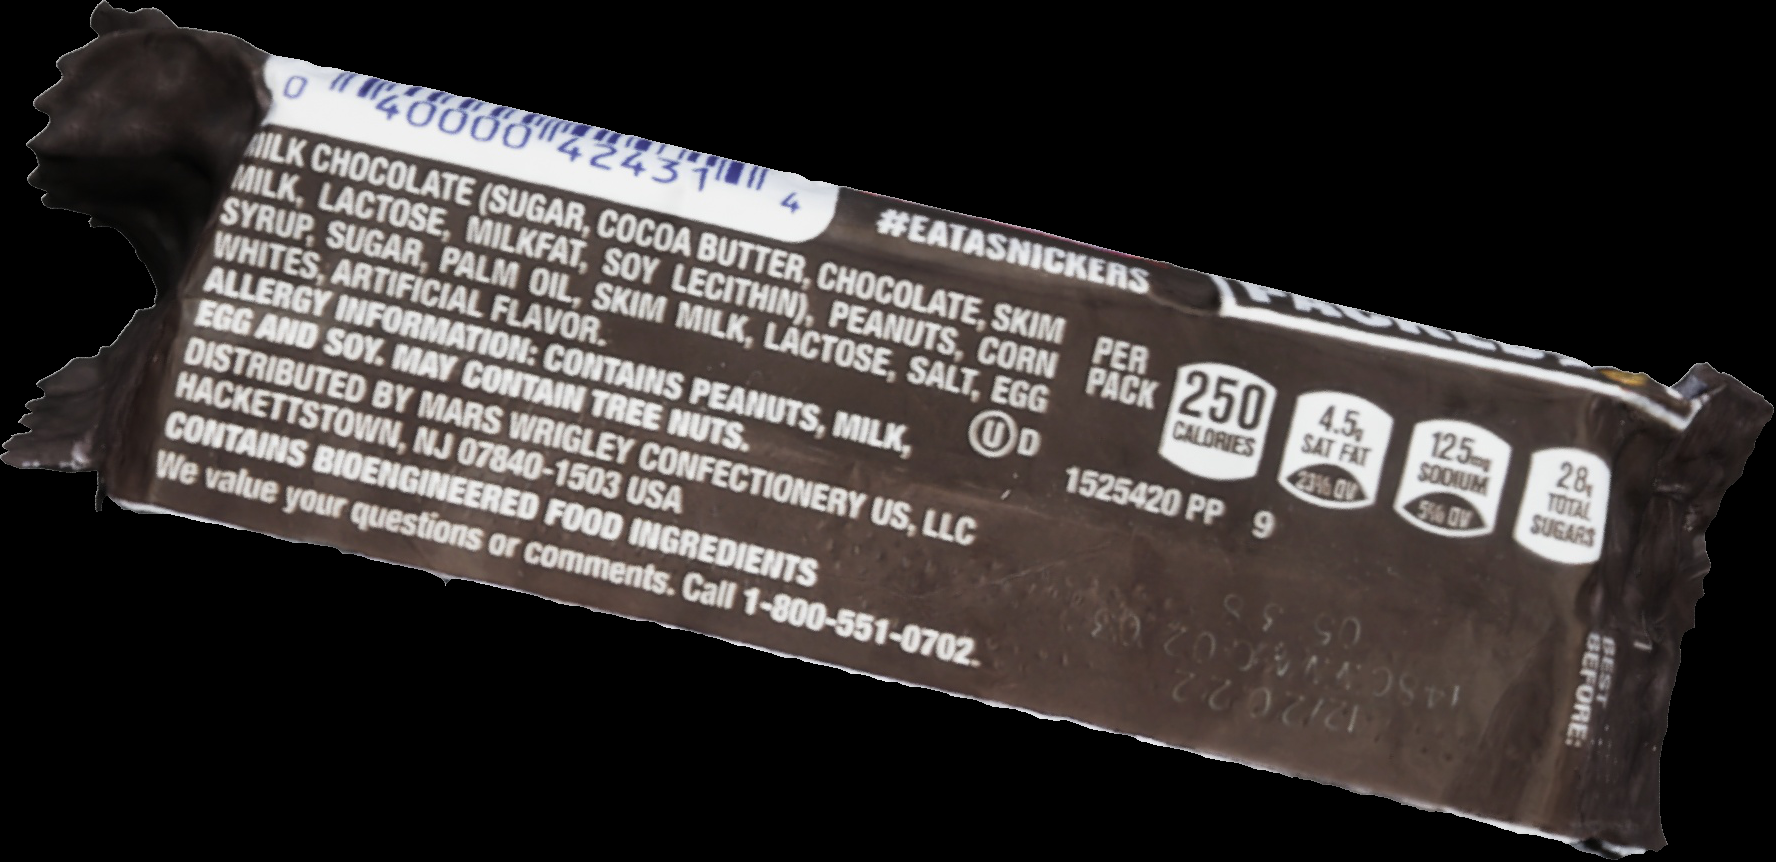 0 40000 42431 4
#EATASNICKERS
MILK CHOCOLATE (SUGAR, COCOA BUTTER, CHOCOLATE, SKIM
MILK, LACTOSE, MILKFAT, SOY LECITHIN), PEANUTS, CORN
SYRUP, SUGAR, PALM OIL, SKIM MILK, LACTOSE, SALT, EGG
WHITES, ARTIFICIAL FLAVOR.
ALLERGY INFORMATION: CONTAINS PEANUTS, MILK,
EGG AND SOY. MAY CONTAIN TREE NUTS.
DISTRIBUTED BY MARS WRIGLEY CONFECTIONERY US, LLC
HACKETTSTOWN, NJ 07840-1503 USA
CONTAINS BIOENGINEERED FOOD INGREDIENTS
We value your questions or comments. Call 1-800-551-0702.
U D
PER
PACK
250
CALORIES
4.5g
SAT FAT
23% DV
125mg
SODIUM
5% DV
28g
TOTAL
SUGARS
1525420 PP 9
BEST
BEFORE:
12/2022